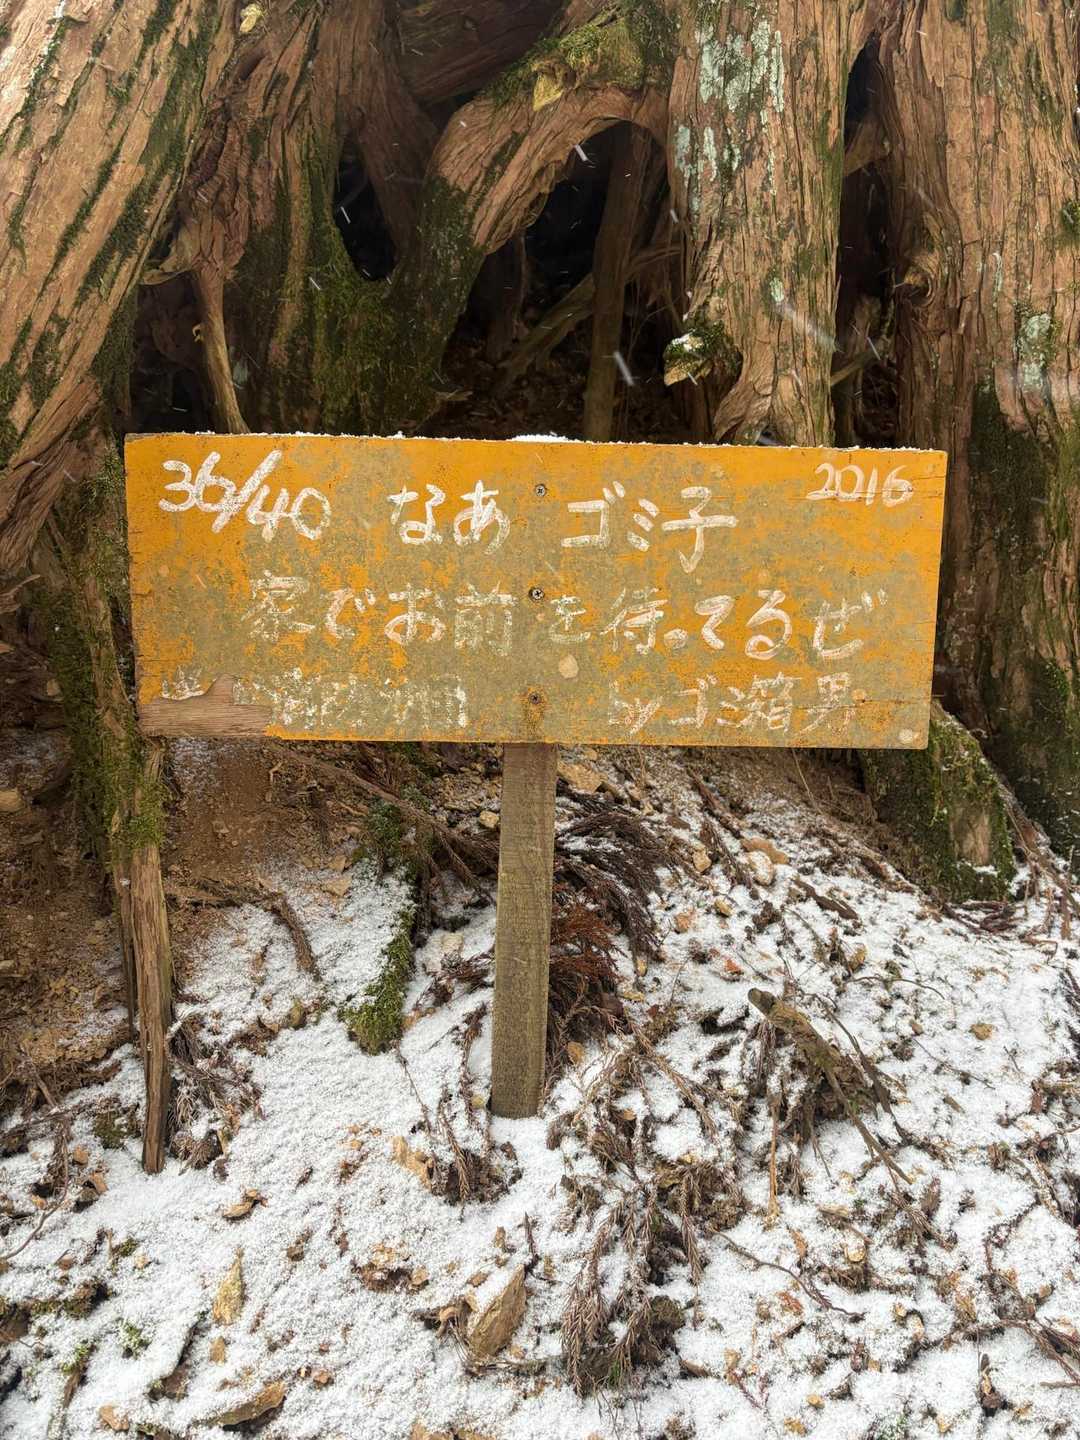 36/40 なあ ゴミ子 2016
家でお前を待ってるぜ
byゴミ箱男